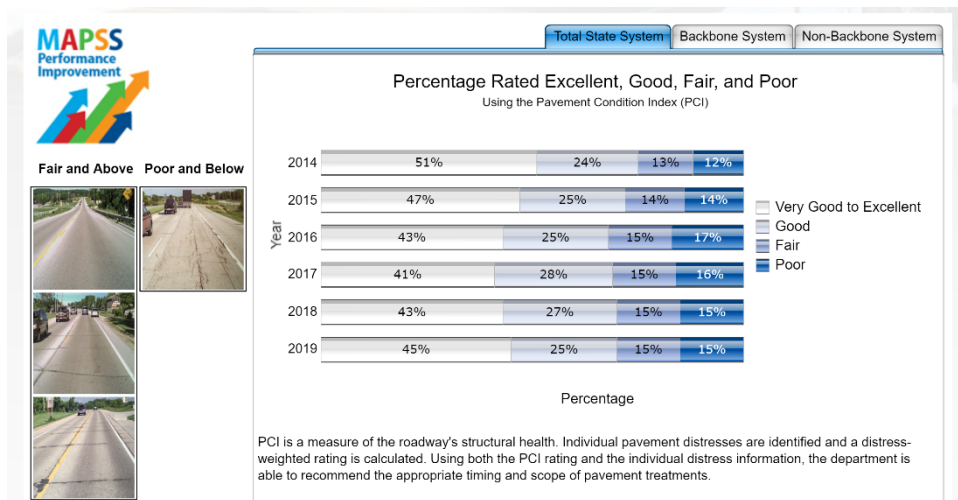 MAPSS
Performance
Improvement
Fair and Above Poor and Below
Total State System Backbone System Non-Backbone System
Percentage Rated Excellent, Good, Fair, and Poor
Using the Pavement Condition Index (PCI)
Year
2014 51% 24% 13% 12%
2015 47% 25% 14% 14%
2016 43% 25% 15% 17%
2017 41% 28% 15% 16%
2018 43% 27% 15% 15%
2019 45% 25% 15% 15%
Percentage
Very Good to Excellent
Good
Fair
Poor
PCI is a measure of the roadway's structural health. Individual pavement distresses are identified and a distress-
weighted rating is calculated. Using both the PCI rating and the individual distress information, the department is
able to recommend the appropriate timing and scope of pavement treatments.